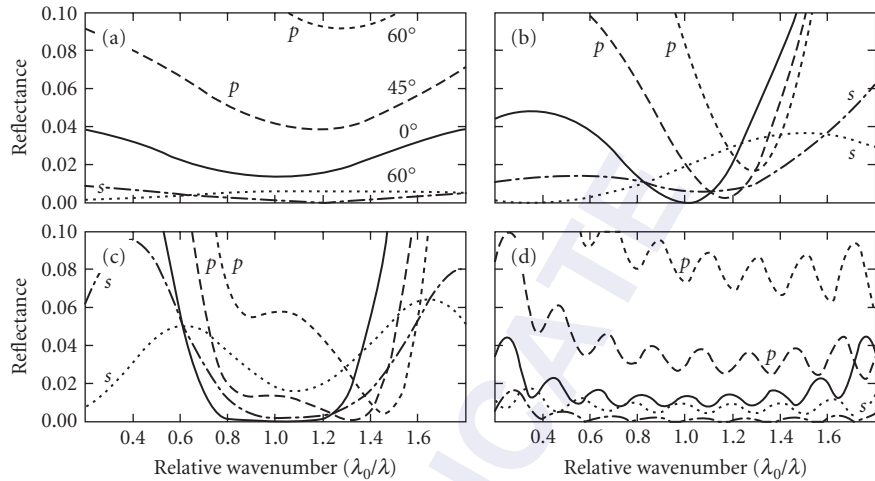 (a)
p
60°
45°
p
0°
s
60°
0.10
0.08
0.06
0.04
0.02
0.00
Reflectance
(b)
p
p
s
s
(c)
p
p
s
s
0.10
0.08
0.06
0.04
0.02
0.00
Reflectance
0.4
0.6
0.8
1.0
1.2
1.4
1.6
Relative wavenumber (λ0/λ)
(d)
p
p
s
0.4
0.6
0.8
1.0
1.2
1.4
1.6
Relative wavenumber (λ0/λ)
ICATE